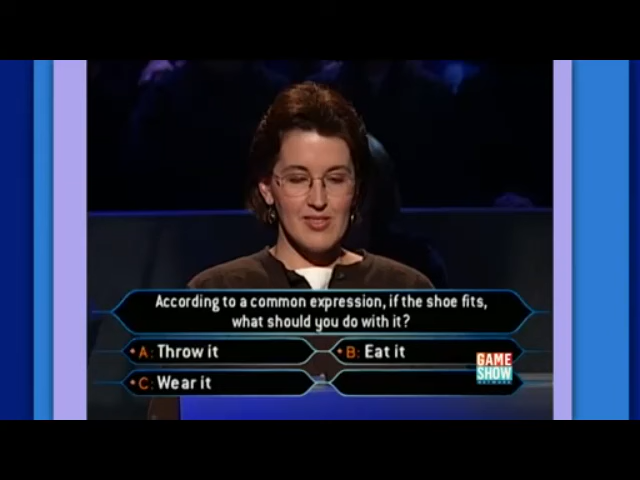 According to a common expression, if the shoe fits,
what should you do with it?
A: Throw it
B: Eat it
C: Wear it
GAME
SHOW
NETWORK